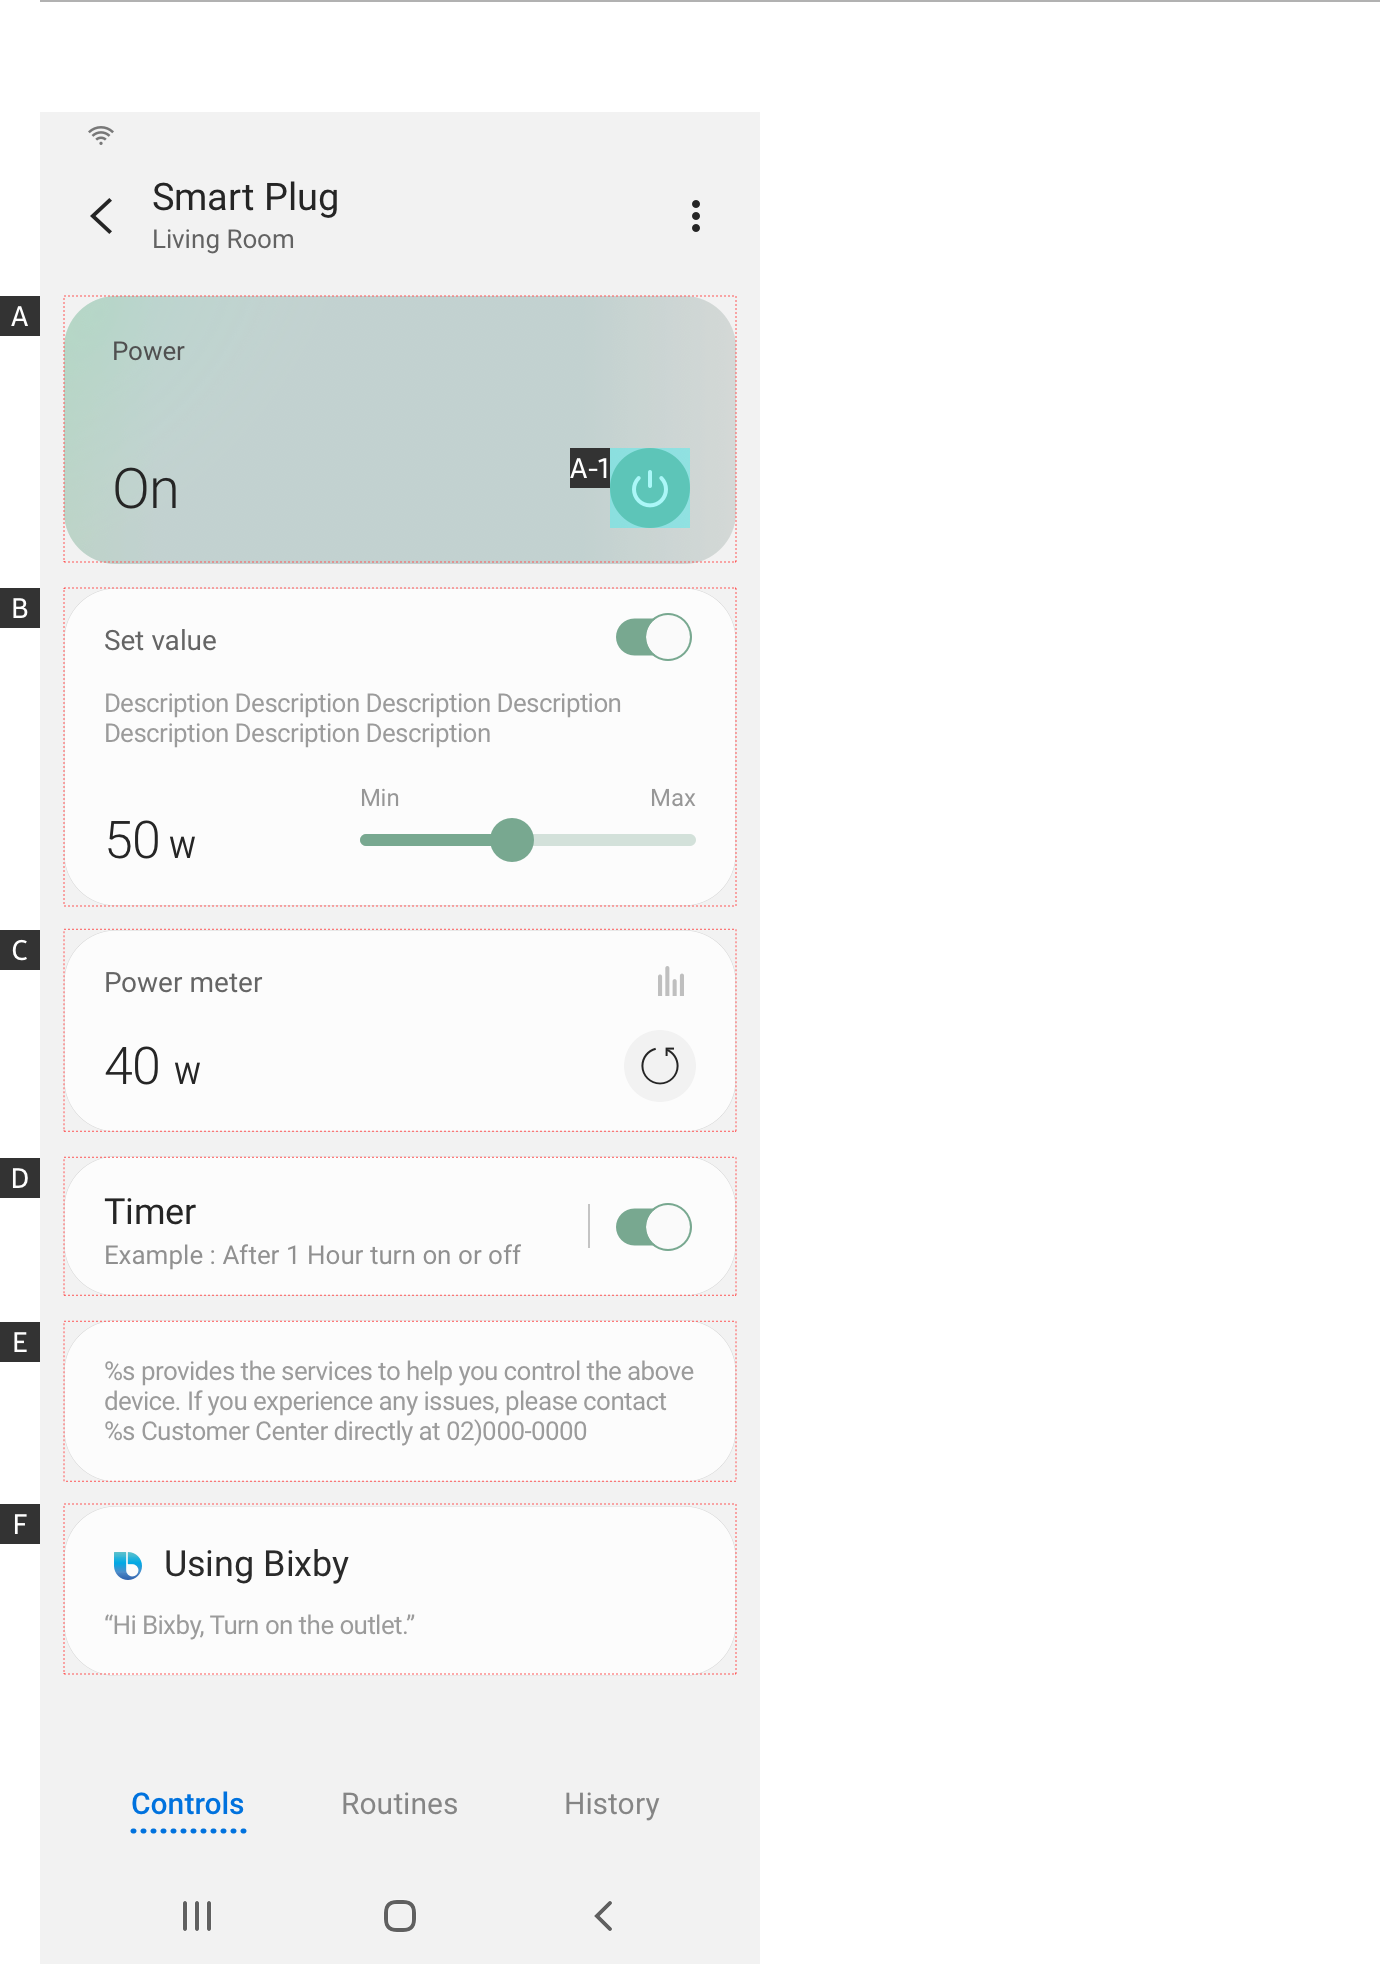 Smart Plug
Living Room
A
Power
On
A-1
B
Set value
Description Description Description Description
Description Description Description
Min Max
50 W
C
Power meter
40 W
D
Timer
Example : After 1 Hour turn on or off
E
%s provides the services to help you control the above
device. If you experience any issues, please contact
%s Customer Center directly at 02)000-0000
F
Using Bixby
“Hi Bixby, Turn on the outlet.”
Controls Routines History